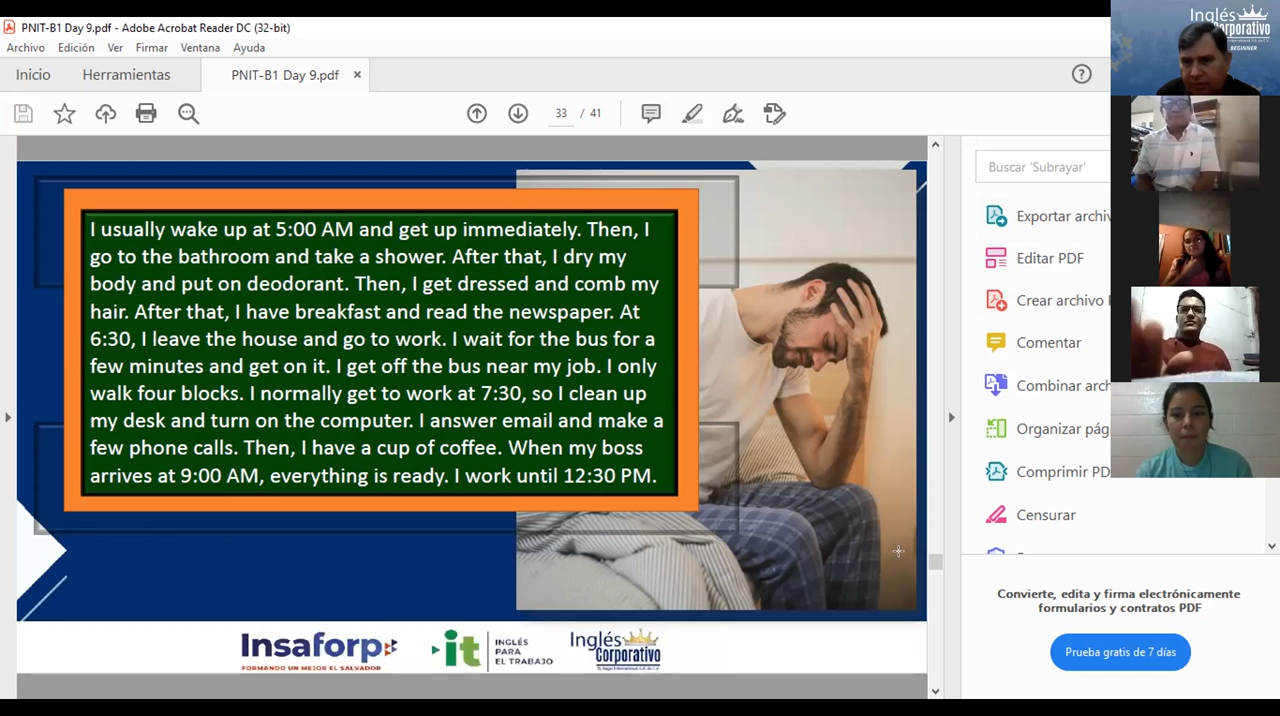 PNIT-B1 Day 9.pdf - Adobe Acrobat Reader DC (32-bit)
Archivo Edición Ver Firmar Ventana Ayuda
Inicio Herramientas PNIT-B1 Day 9.pdf ×
33 / 41
I usually wake up at 5:00 AM and get up immediately. Then, I
go to the bathroom and take a shower. After that, I dry my
body and put on deodorant. Then, I get dressed and comb my
hair. After that, I have breakfast and read the newspaper. At
6:30, I leave the house and go to work. I wait for the bus for a
few minutes and get on it. I get off the bus near my job. I only
walk four blocks. I normally get to work at 7:30, so I clean up
my desk and turn on the computer. I answer email and make a
few phone calls. Then, I have a cup of coffee. When my boss
arrives at 9:00 AM, everything is ready. I work until 12:30 PM.
Insaforp
FORMANDO UN MEJOR EL SALVADOR
it
INGLÉS
PARA
EL TRABAJO
Inglés
Corporativo
Buscar 'Subrayar'
Exportar archiv
Editar PDF
Crear archivo
Comentar
Combinar arch
Organizar pág
Comprimir PD
Censurar
Convierte, edita y firma electrónicamente
formularios y contratos PDF
Prueba gratis de 7 días
Inglés
Corporativo
BEGINNER